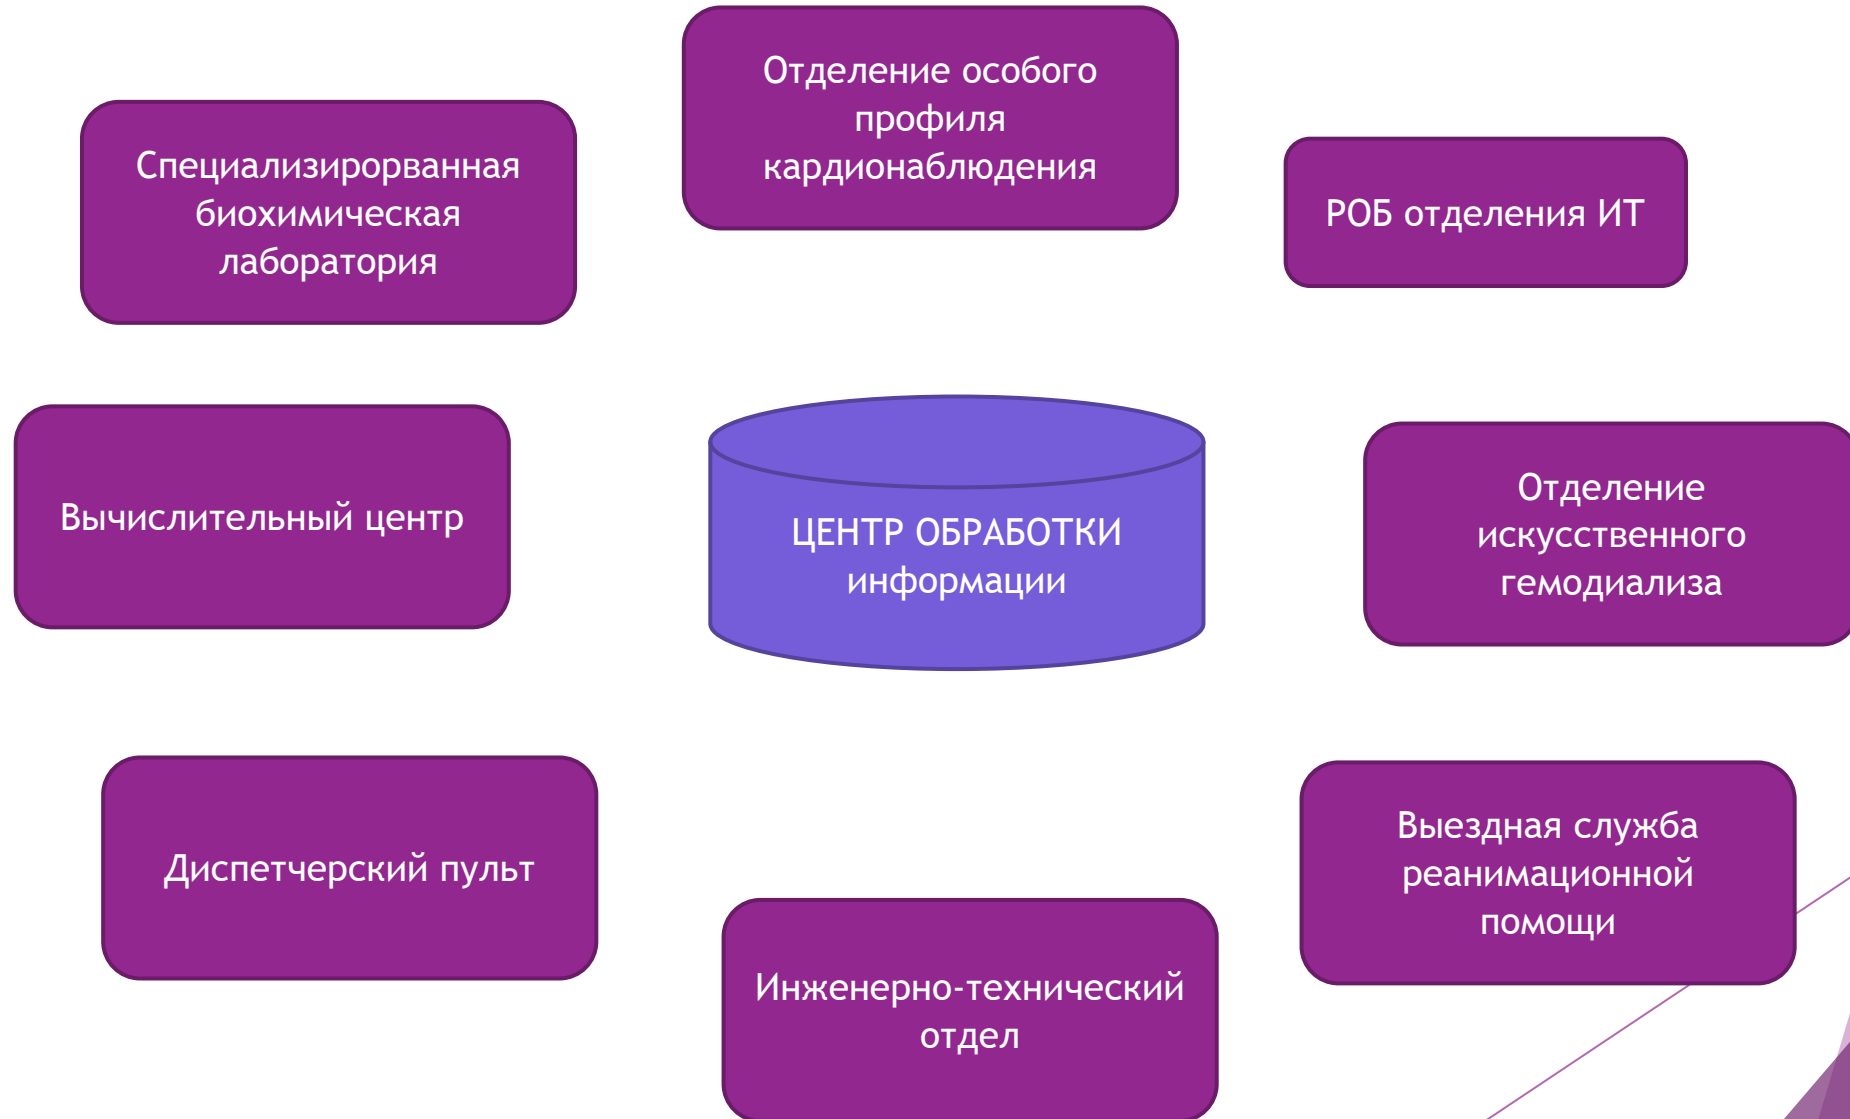 Отделение особого
профиля
кардионаблюдения
Специализирорванная
биохимическая
лаборатория
РОБ отделения ИТ
Вычислительный центр
ЦЕНТР ОБРАБОТКИ
информации
Отделение
искусственного
гемодиализа
Диспетчерский пульт
Выездная служба
реанимационной
помощи
Инженерно-технический
отдел